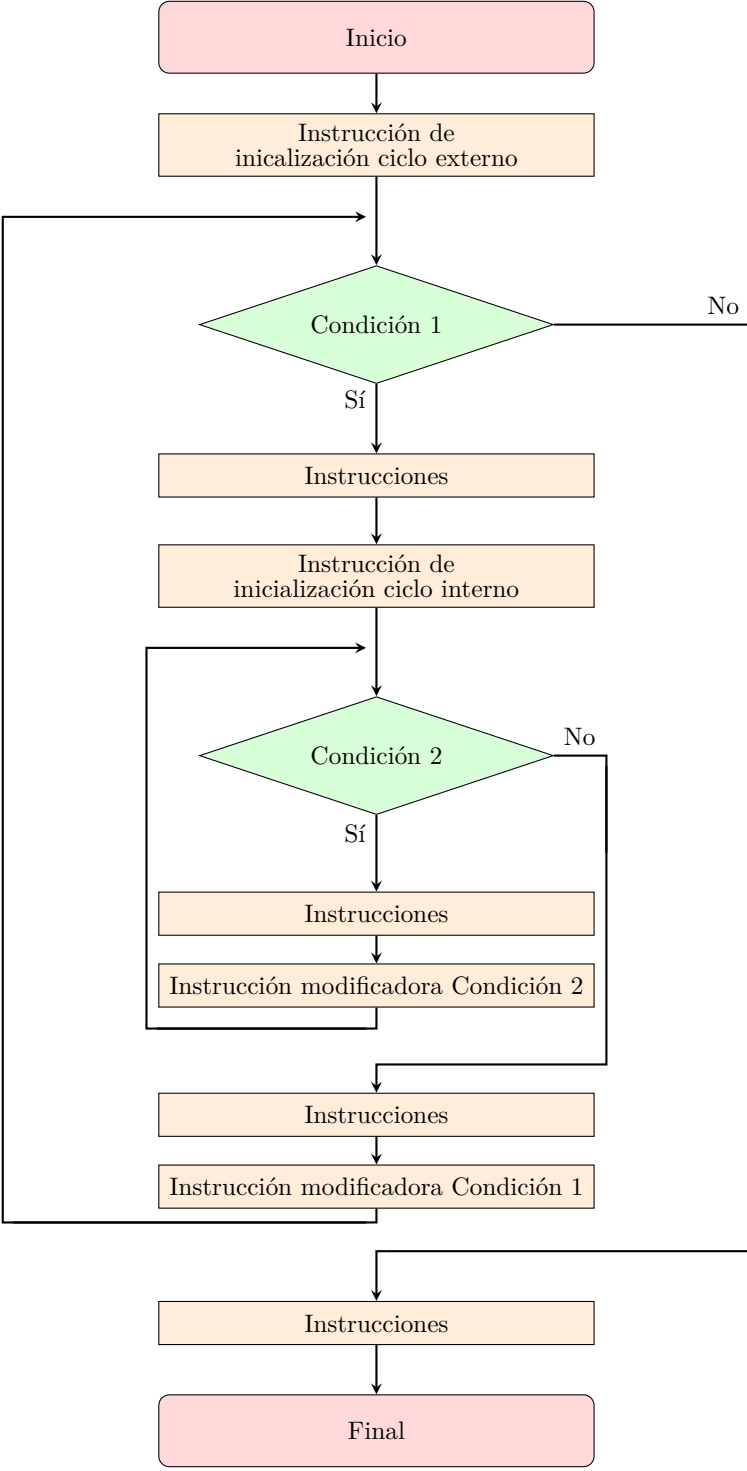 Inicio
Instrucción de
inicalización ciclo externo
Condición 1
No
Sí
Instrucciones
Instrucción de
inicialización ciclo interno
Condición 2
No
Sí
Instrucciones
Instrucción modificadora Condición 2
Instrucciones
Instrucción modificadora Condición 1
Instrucciones
Final